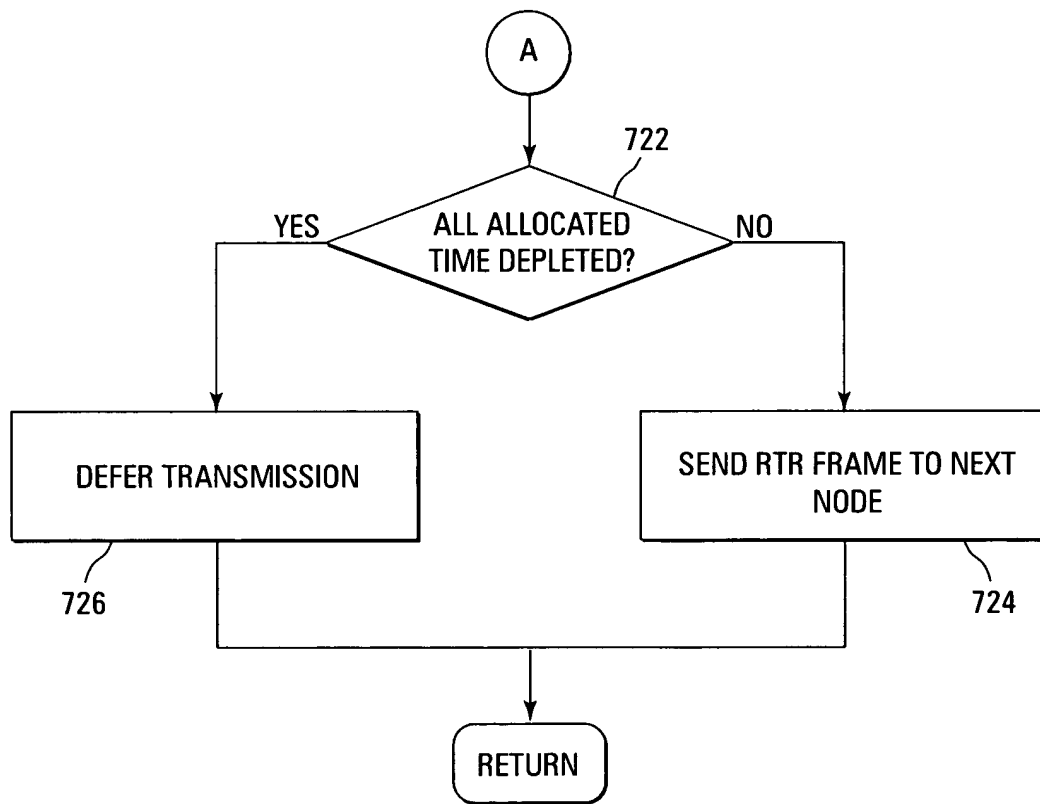 A
722
YES
ALL ALLOCATED
TIME DEPLETED?
NO
DEFER TRANSMISSION
SEND RTR FRAME TO NEXT
NODE
726
724
RETURN